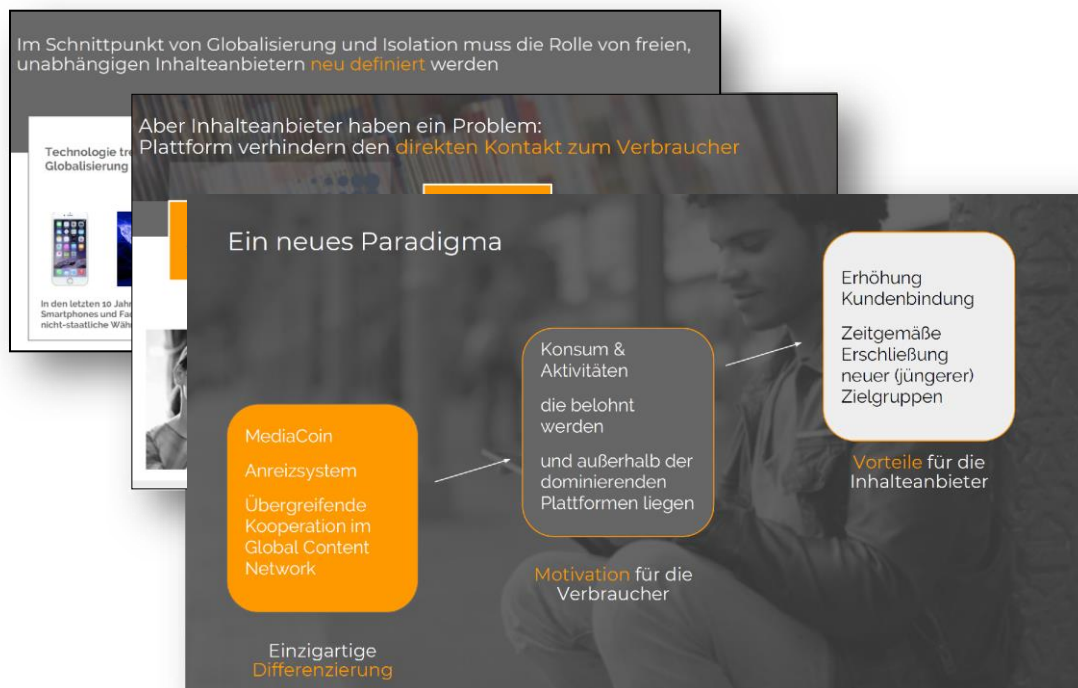 Im Schnittpunkt von Globalisierung und Isolation muss die Rolle von freien,
unabhängigen Inhalteanbietern neu definiert werden
Technologie
Globalisierung
In den letzten 10
Smartphones und
nicht-staatliche
Aber Inhalteanbieter haben ein Problem:
Plattform verhindern den direkten Kontakt zum Verbraucher
Ein neues Paradigma
MediaCoin
Anreizsystem
Übergreifende
Kooperation im
Global Content
Network
Einzigartige
Differenzierung
Konsum &
Aktivitäten
die belohnt
werden
und außerhalb der
dominierenden
Plattformen liegen
Motivation für die
Verbraucher
Erhöhung
Kundenbindung
Zeitgemäße
Erschließung
neuer (jüngerer)
Zielgruppen
Vorteile für die
Inhalteanbieter